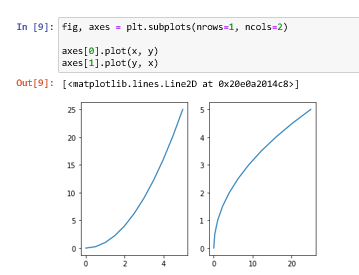 In [9]: fig, axes = plt.subplots(nrows=1, ncols=2)
axes[0].plot(x, y)
axes[1].plot(y, x)
Out[9]: [<matplotlib.lines.Line2D at 0x20e0a2014c8>]
25
20
15
10
5
0
0 2 4
5
4
3
2
1
0
0 10 20